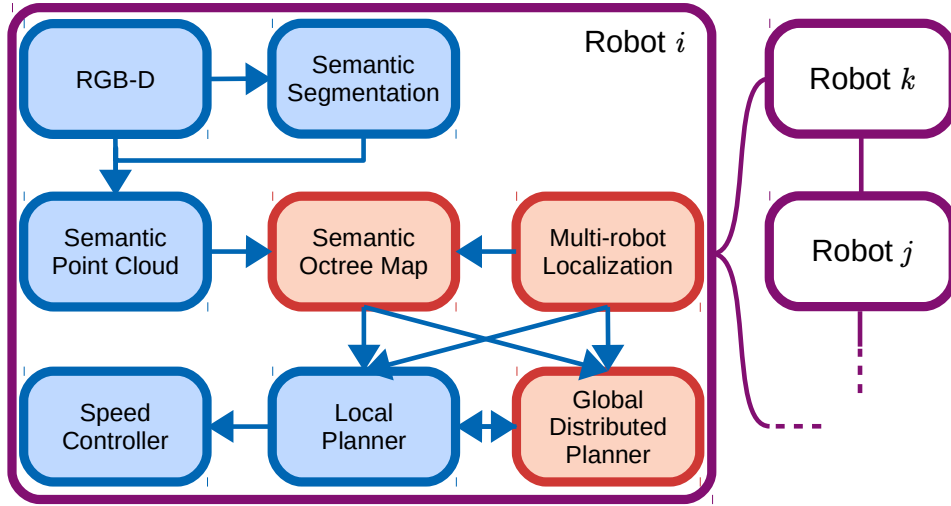 Robot i
RGB-D
Semantic
Segmentation
Robot k
Semantic
Point Cloud
Semantic
Octree Map
Multi-robot
Localization
Robot j
Speed
Controller
Local
Planner
Global
Distributed
Planner